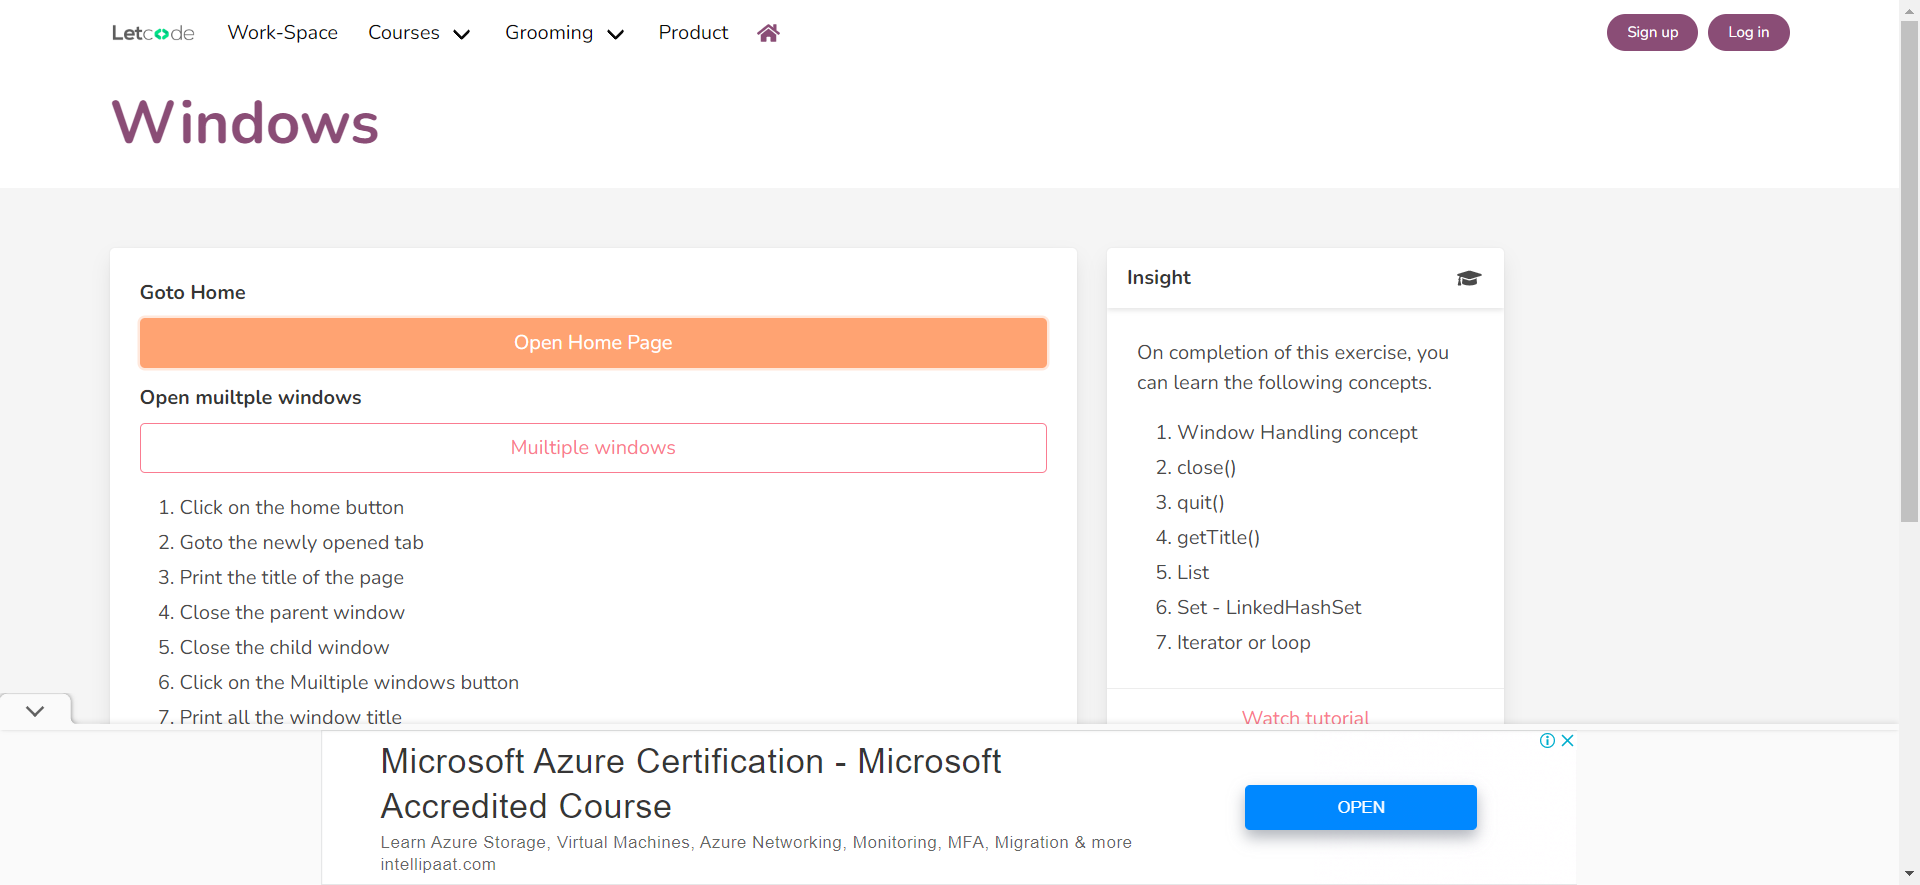 Letcode Work-Space Courses Grooming Product Sign up Log in
Windows
Goto Home
Open Home Page
Open muiltple windows
Muiltiple windows
1. Click on the home button
2. Goto the newly opened tab
3. Print the title of the page
4. Close the parent window
5. Close the child window
6. Click on the Muiltiple windows button
7. Print all the window title
Insight
On completion of this exercise, you
can learn the following concepts.
1. Window Handling concept
2. close()
3. quit()
4. getTitle()
5. List
6. Set - LinkedHashSet
7. Iterator or loop
Watch tutorial
Microsoft Azure Certification - Microsoft
Accredited Course
Learn Azure Storage, Virtual Machines, Azure Networking, Monitoring, MFA, Migration & more
intellipaat.com
OPEN